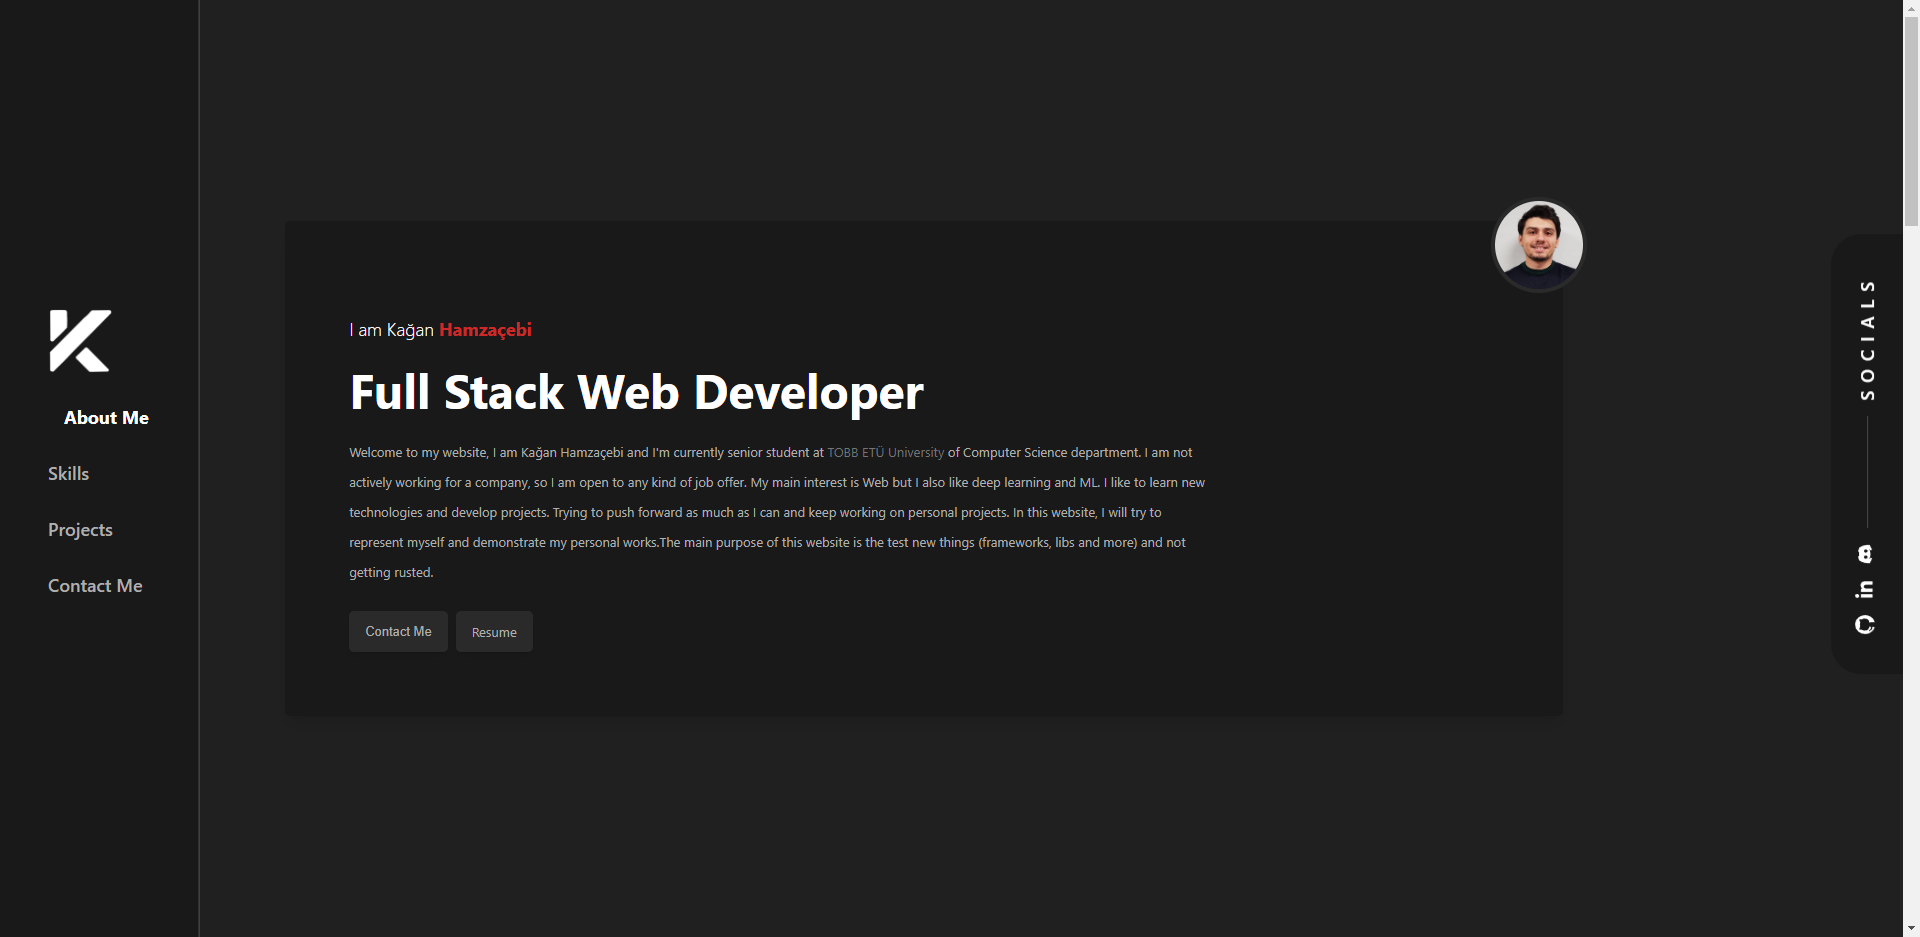 About Me
Skills
Projects
Contact Me
I am Kağan Hamzaçebi
Full Stack Web Developer
Welcome to my website, I am Kağan Hamzaçebi and I'm currently senior student at TOBB ETÜ University of Computer Science department. I am not
actively working for a company, so I am open to any kind of job offer. My main interest is Web but I also like deep learning and ML. I like to learn new
technologies and develop projects. Trying to push forward as much as I can and keep working on personal projects. In this website, I will try to
represent myself and demonstrate my personal works.The main purpose of this website is the test new things (frameworks, libs and more) and not
getting rusted.
Contact Me
Resume
SOCIALS